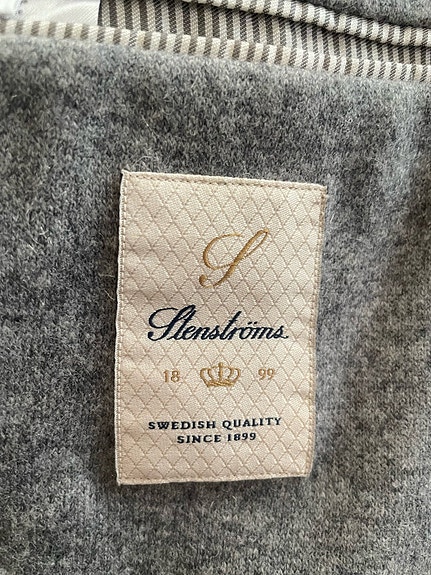 S
Stenströms
18 99
SWEDISH QUALITY
SINCE 1899